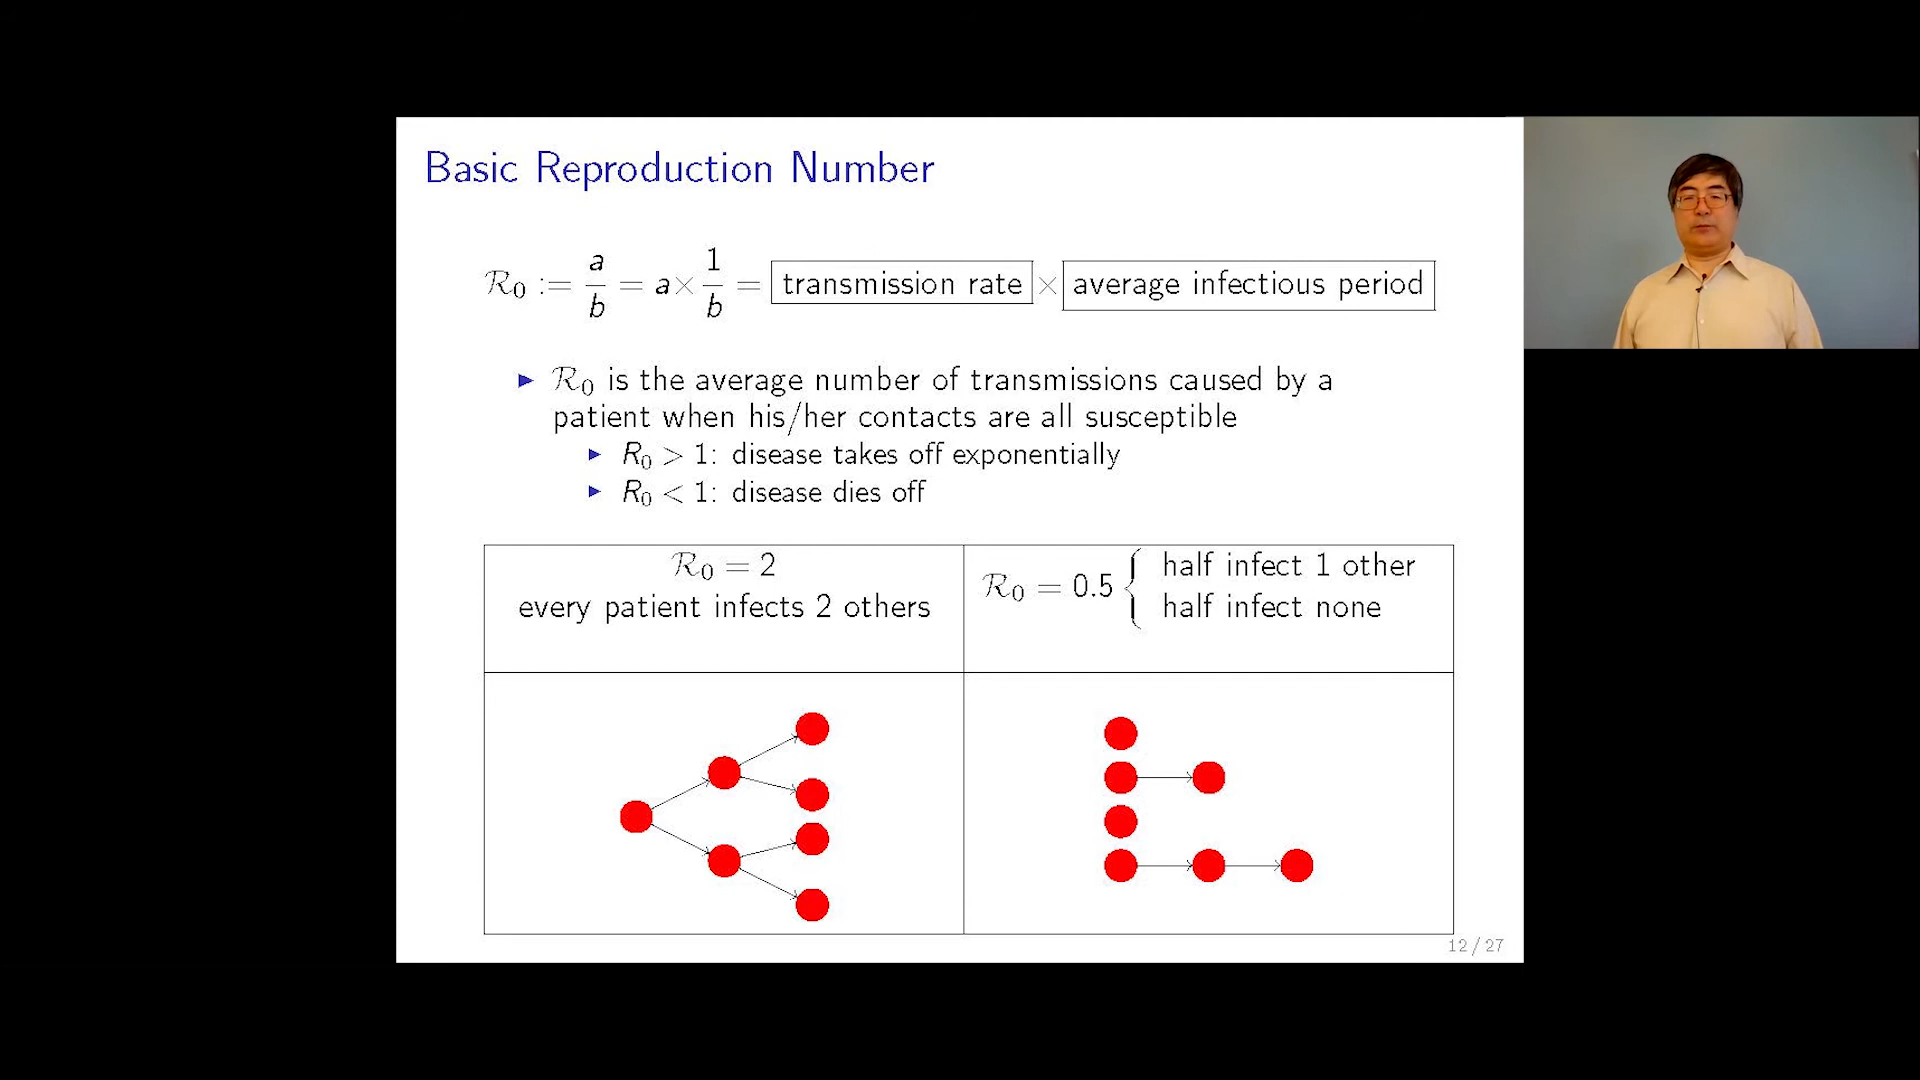 Basic Reproduction Number
ℛ₀ := a/b = a × 1/b = transmission rate × average infectious period
▶ ℛ₀ is the average number of transmissions caused by a
patient when his/her contacts are all susceptible
▶ R₀ > 1: disease takes off exponentially
▶ R₀ < 1: disease dies off
ℛ₀ = 2
every patient infects 2 others
ℛ₀ = 0.5 { half infect 1 other
half infect none
12 / 27